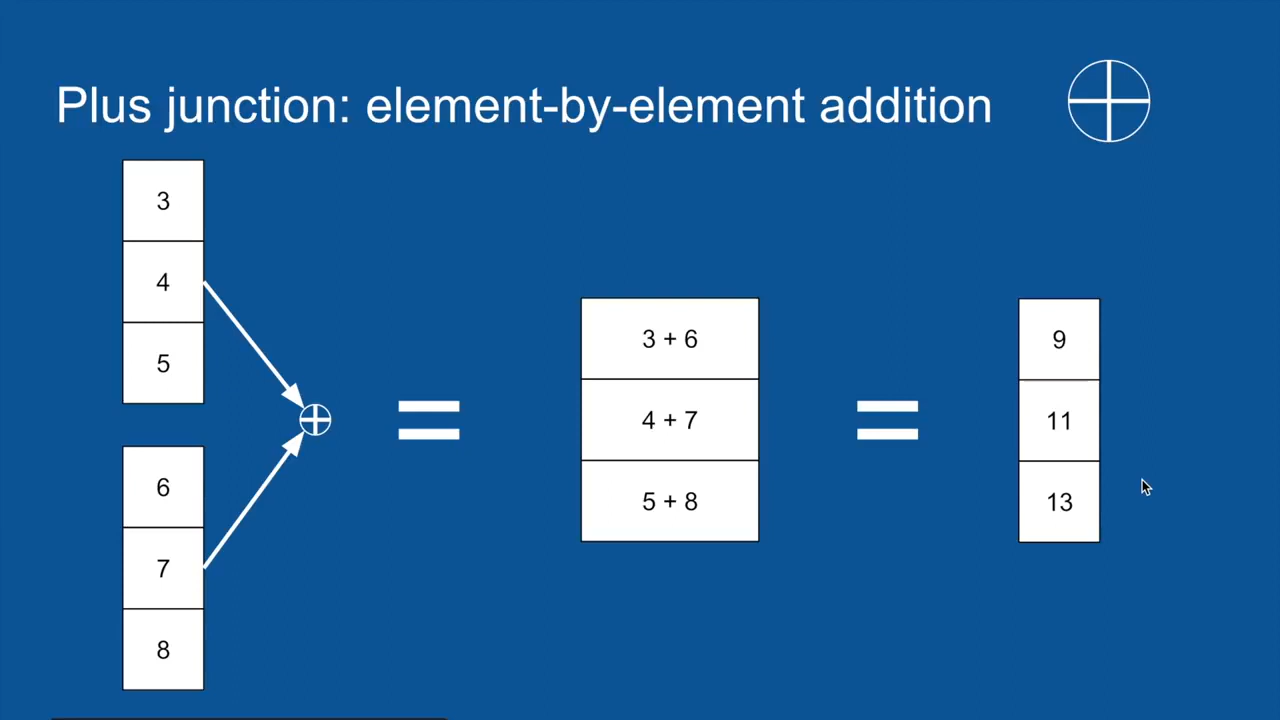 Plus junction: element-by-element addition
3
4
5
6
7
8
=
3 + 6
4 + 7
5 + 8
=
9
11
13